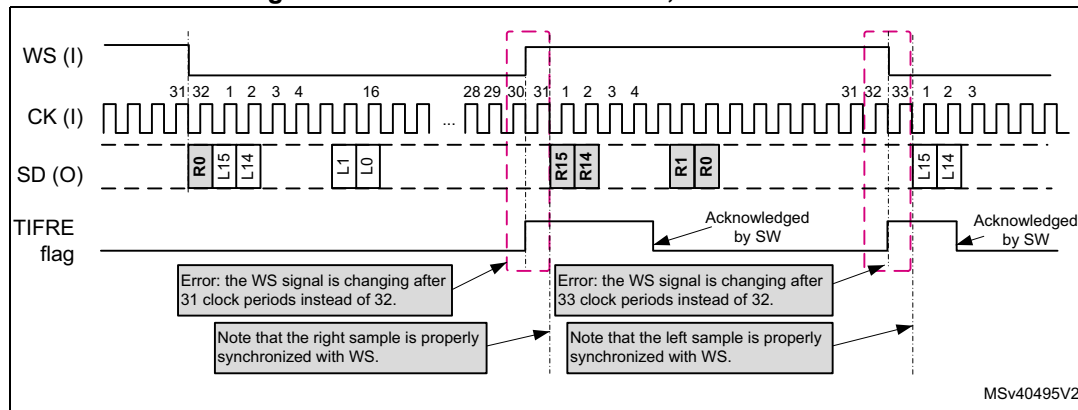 WS (I)
31 32 1 2 3 4 16 28 29 30 31 1 2 3 4 31 32 33 1 2 3
CK (I)
...
SD (O)
R0 L15 L14 L1 L0 R15 R14 R1 R0 L15 L14
TIFRE
flag
Acknowledged
by SW
Acknowledged
by SW
Error: the WS signal is changing after
31 clock periods instead of 32.
Error: the WS signal is changing after
33 clock periods instead of 32.
Note that the right sample is properly
synchronized with WS.
Note that the left sample is properly
synchronized with WS.
MSv40495V2